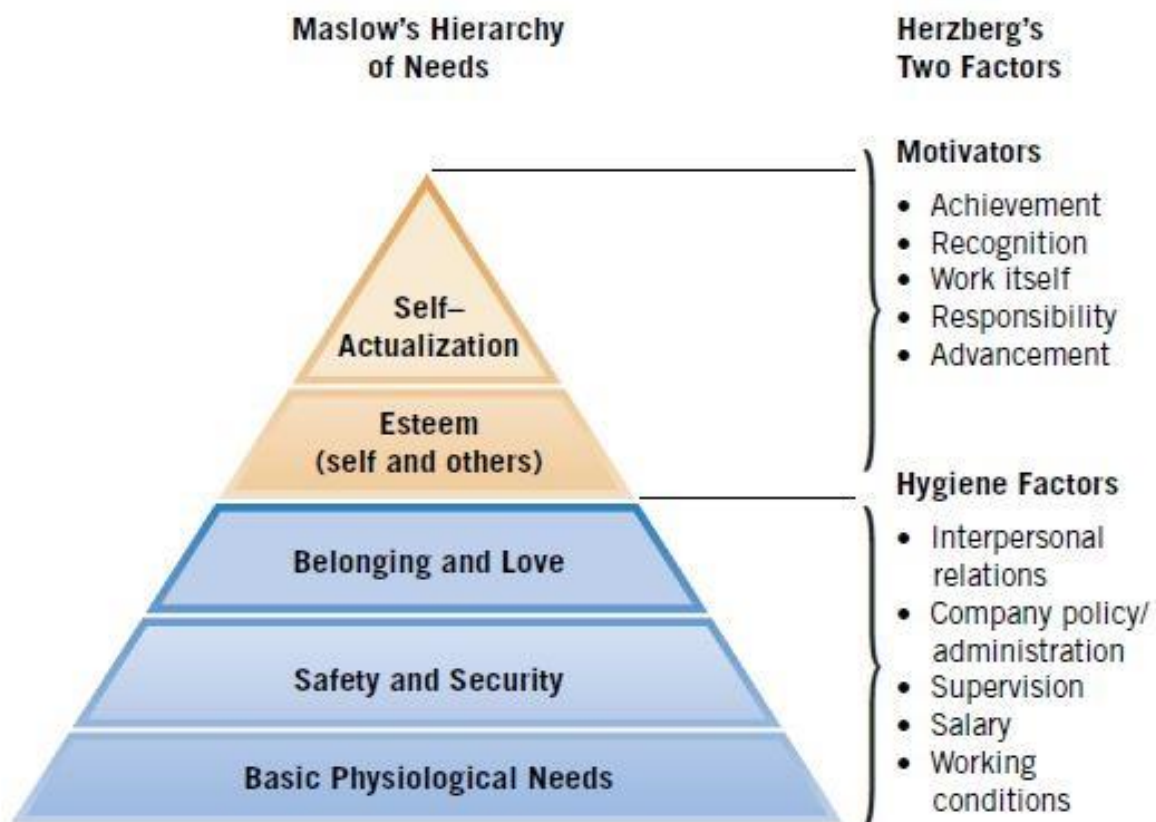 Maslow's Hierarchy
of Needs
Self–
Actualization
Esteem
(self and others)
Belonging and Love
Safety and Security
Basic Physiological Needs
Herzberg's
Two Factors
Motivators
• Achievement
• Recognition
• Work itself
• Responsibility
• Advancement
Hygiene Factors
• Interpersonal
relations
• Company policy/
administration
• Supervision
• Salary
• Working
conditions